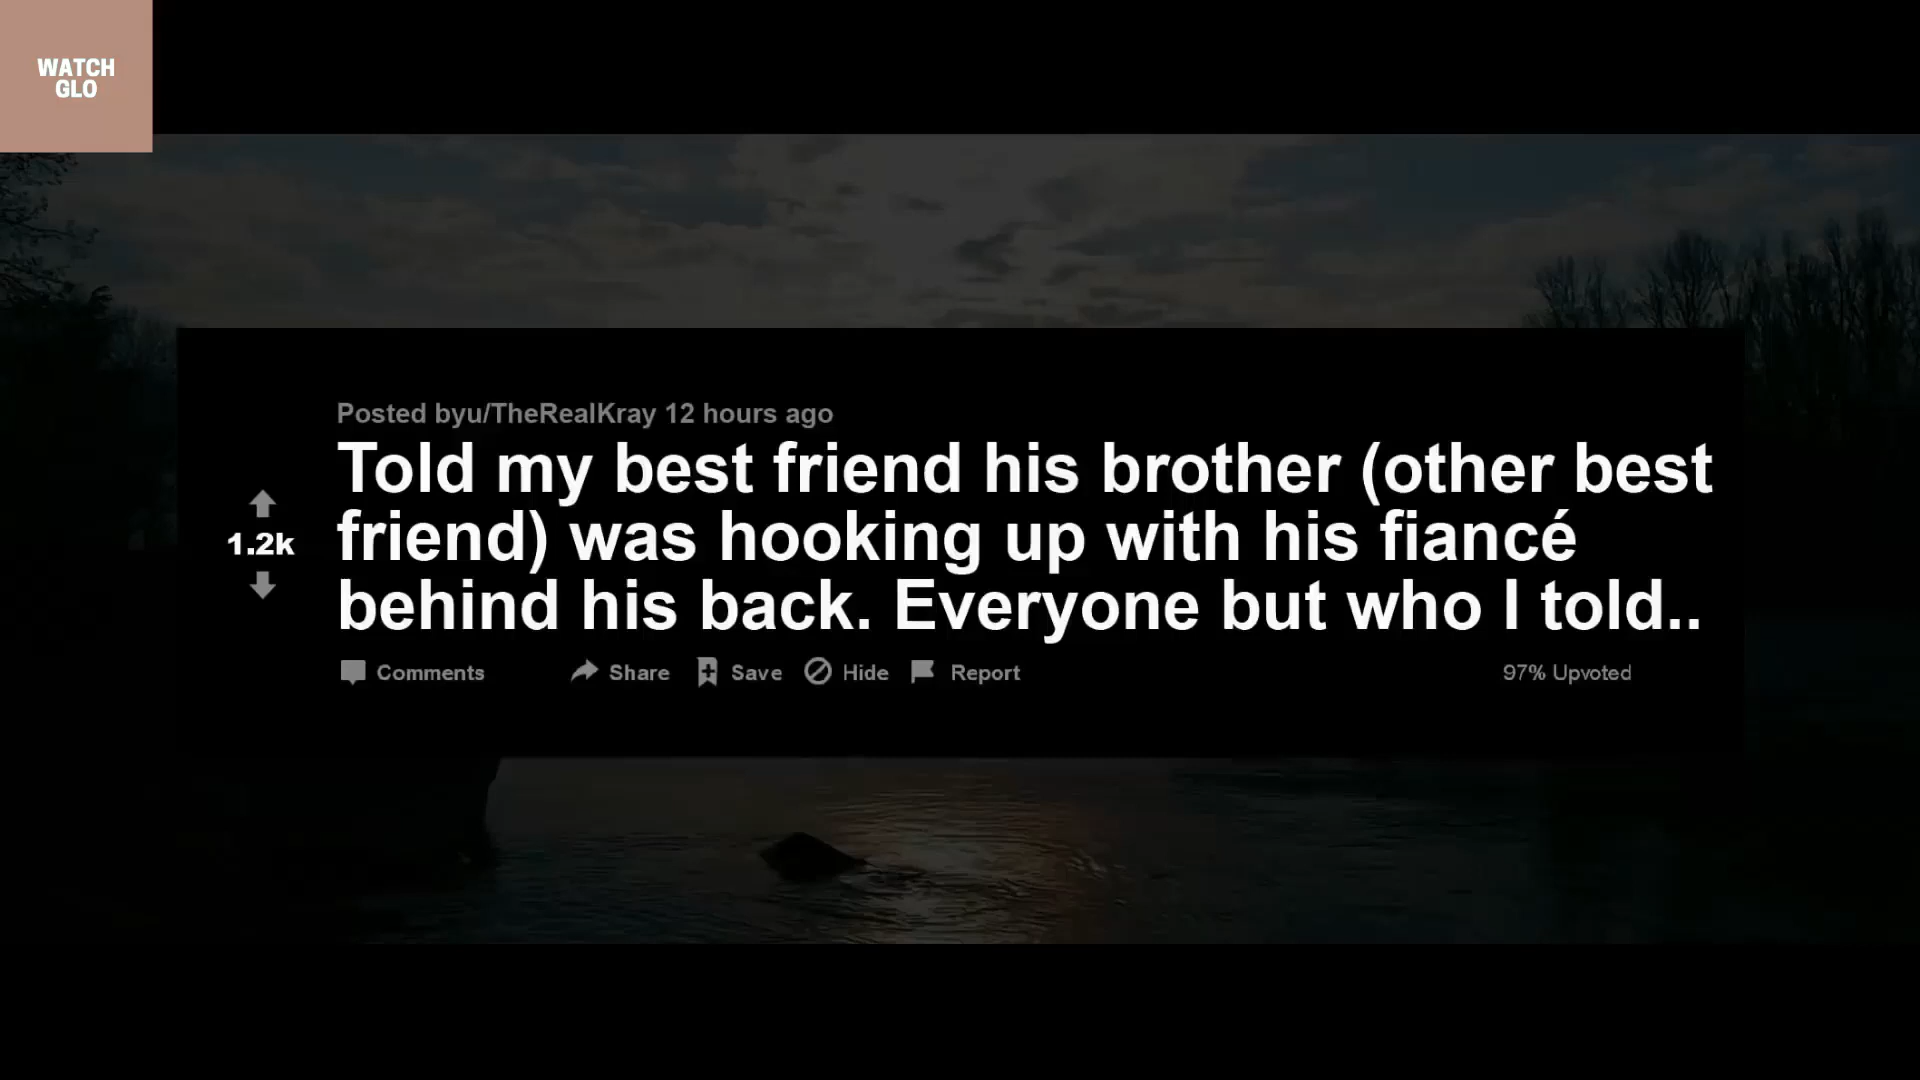 WATCH
GLO
Posted byu/TheRealKray 12 hours ago
Told my best friend his brother (other best
friend) was hooking up with his fiancé
behind his back. Everyone but who I told..
1.2k
Comments Share Save Hide Report 97% Upvoted